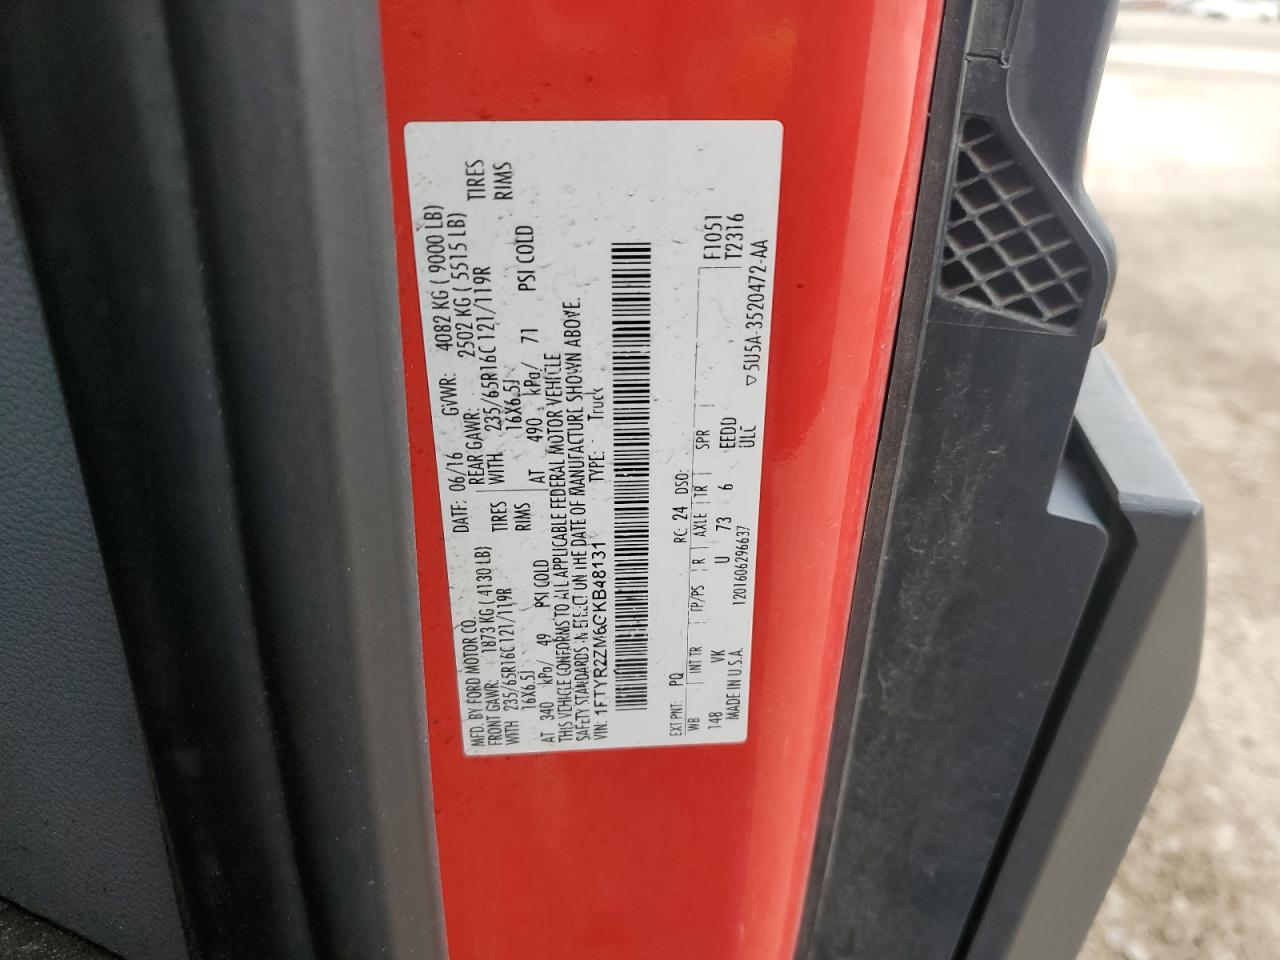 MFD. BY FORD MOTOR CO.
DATE: 06/16 GVWR: 4082 KG ( 9000 LB)
FRONT GAWR: 1873 KG ( 4130 LB) REAR GAWR: 2502 KG ( 5515 LB)
WITH 235/65R16C 121/119R TIRES WITH 235/65R16C 121/119R TIRES
16X6.5J RIMS 16X6.5J RIMS
AT 340 kPa/ 49 PSI COLD AT 490 kPa/ 71 PSI COLD
THIS VEHICLE CONFORMS TO ALL APPLICABLE FEDERAL MOTOR VEHICLE
SAFETY STANDARDS IN EFFECT ON THE DATE OF MANUFACTURE SHOWN ABOVE.
VIN: 1FTYR2ZM6GKB48131 TYPE: Truck
EXT PNT: PQ RC: 24 DSO: F1051
WB INT TR TP/PS R AXLE TR SPR T2316
148 VK U 73 6 EEDD
ULC
MADE IN U.S.A. 1201606296637 ▽5U5A-3520472-AA